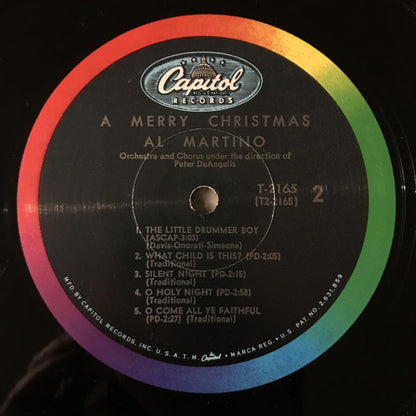 Capitol
RECORDS
A MERRY CHRISTMAS
AL MARTINO
Orchestra and Chorus under the direction of
Peter DeAngelis
T-2165
(T2-2165)
2
1. THE LITTLE DRUMMER BOY
(ASCAP-3:03)
(Davis-Onorati-Simeone)
2. WHAT CHILD IS THIS? (PD-2:05)
(Traditional)
3. SILENT NIGHT (PD-2:15)
(Traditional)
4. O HOLY NIGHT (PD-2:58)
(Traditional)
5. O COME ALL YE FAITHFUL
(PD-2:27) (Traditional)
MFD. BY CAPITOL RECORDS, INC. U.S.A. T.M. Capitol MARCA REG. • U.S. PAT. NO. 2,631,859